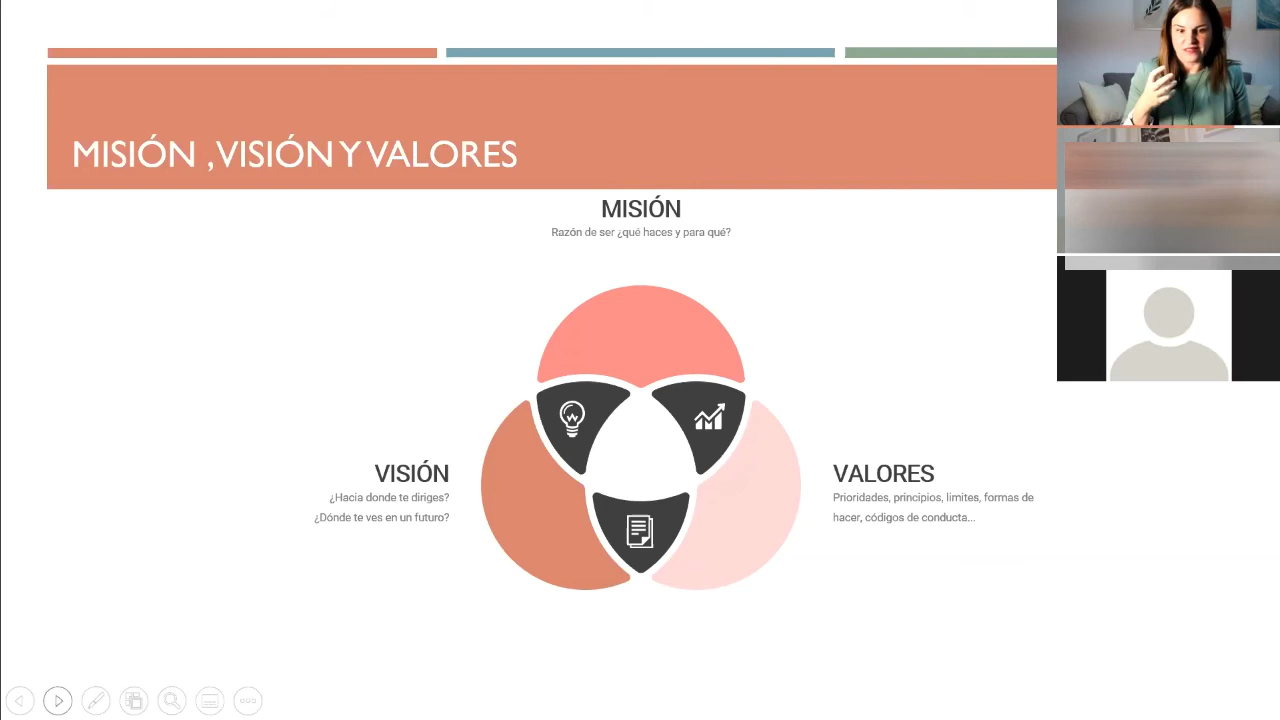 MISIÓN ,VISIÓN Y VALORES
MISIÓN
Razón de ser ¿qué haces y para qué?
VISIÓN
¿Hacia donde te diriges?
¿Dónde te ves en un futuro?
VALORES
Prioridades, principios, limites, formas de
hacer, códigos de conducta...